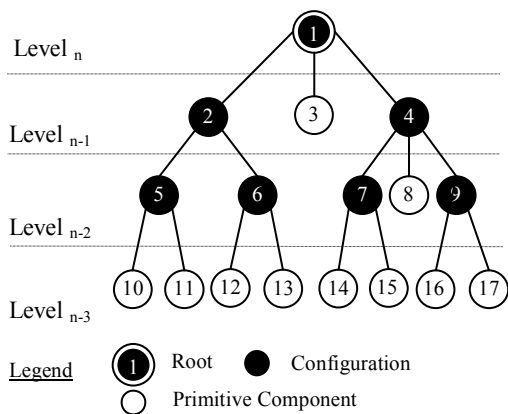 1
Level n
2 3 4
Level n-1
5 6 7 8 9
Level n-2
10 11 12 13 14 15 16 17
Level n-3
Legend 1 Root Configuration
Primitive Component